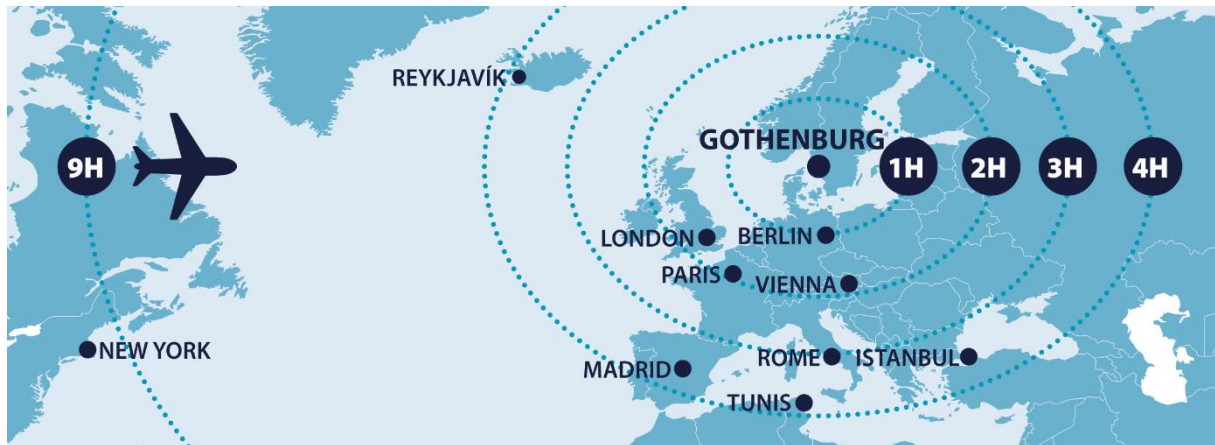 REYKJAVÍK
GOTHENBURG
9H
1H
2H
3H
4H
LONDON
BERLIN
PARIS
VIENNA
NEW YORK
MADRID
ROME
ISTANBUL
TUNIS